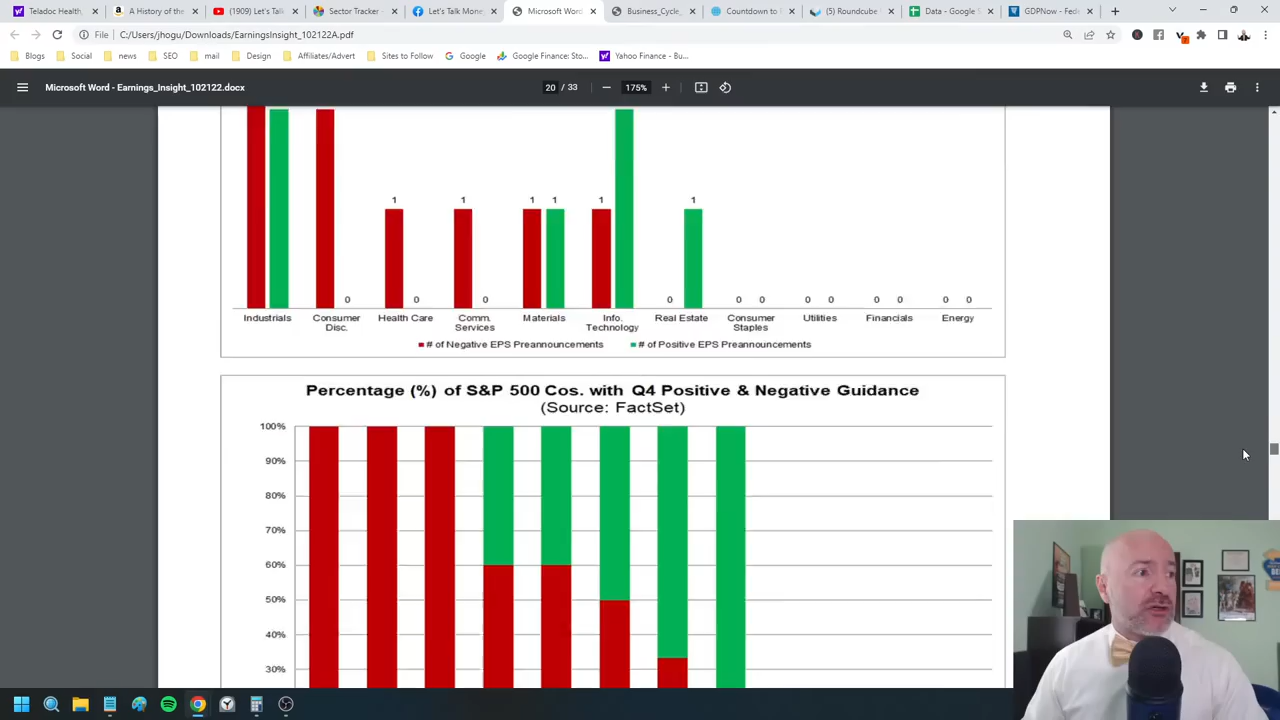 Teladoc Health,
A History of the
(1909) Let's Talk
Sector Tracker -
Let's Talk Mone
Microsoft Word
Business_Cycle_
Countdown to
(5) Roundcube
Data - Google S
GDPNow - Fede
File
C:/Users/jhogu/Downloads/EarningsInsight_102122A.pdf
Blogs
Social
news
SEO
mail
Design
Affiliates/Advert
Sites to Follow
Google
Google Finance: Sto...
Yahoo Finance - Bu...
Microsoft Word - Earnings_Insight_102122.docx
20 / 33
175%
1 1 1 1 1 1
0 0 0 0 0 0 0 0 0 0 0 0
Industrials
Consumer
Disc.
Health Care
Comm.
Services
Materials
Info.
Technology
Real Estate
Consumer
Staples
Utilities
Financials
Energy
# of Negative EPS Preannouncements
# of Positive EPS Preannouncements
Percentage (%) of S&P 500 Cos. with Q4 Positive & Negative Guidance
(Source: FactSet)
100%
90%
80%
70%
60%
50%
40%
30%